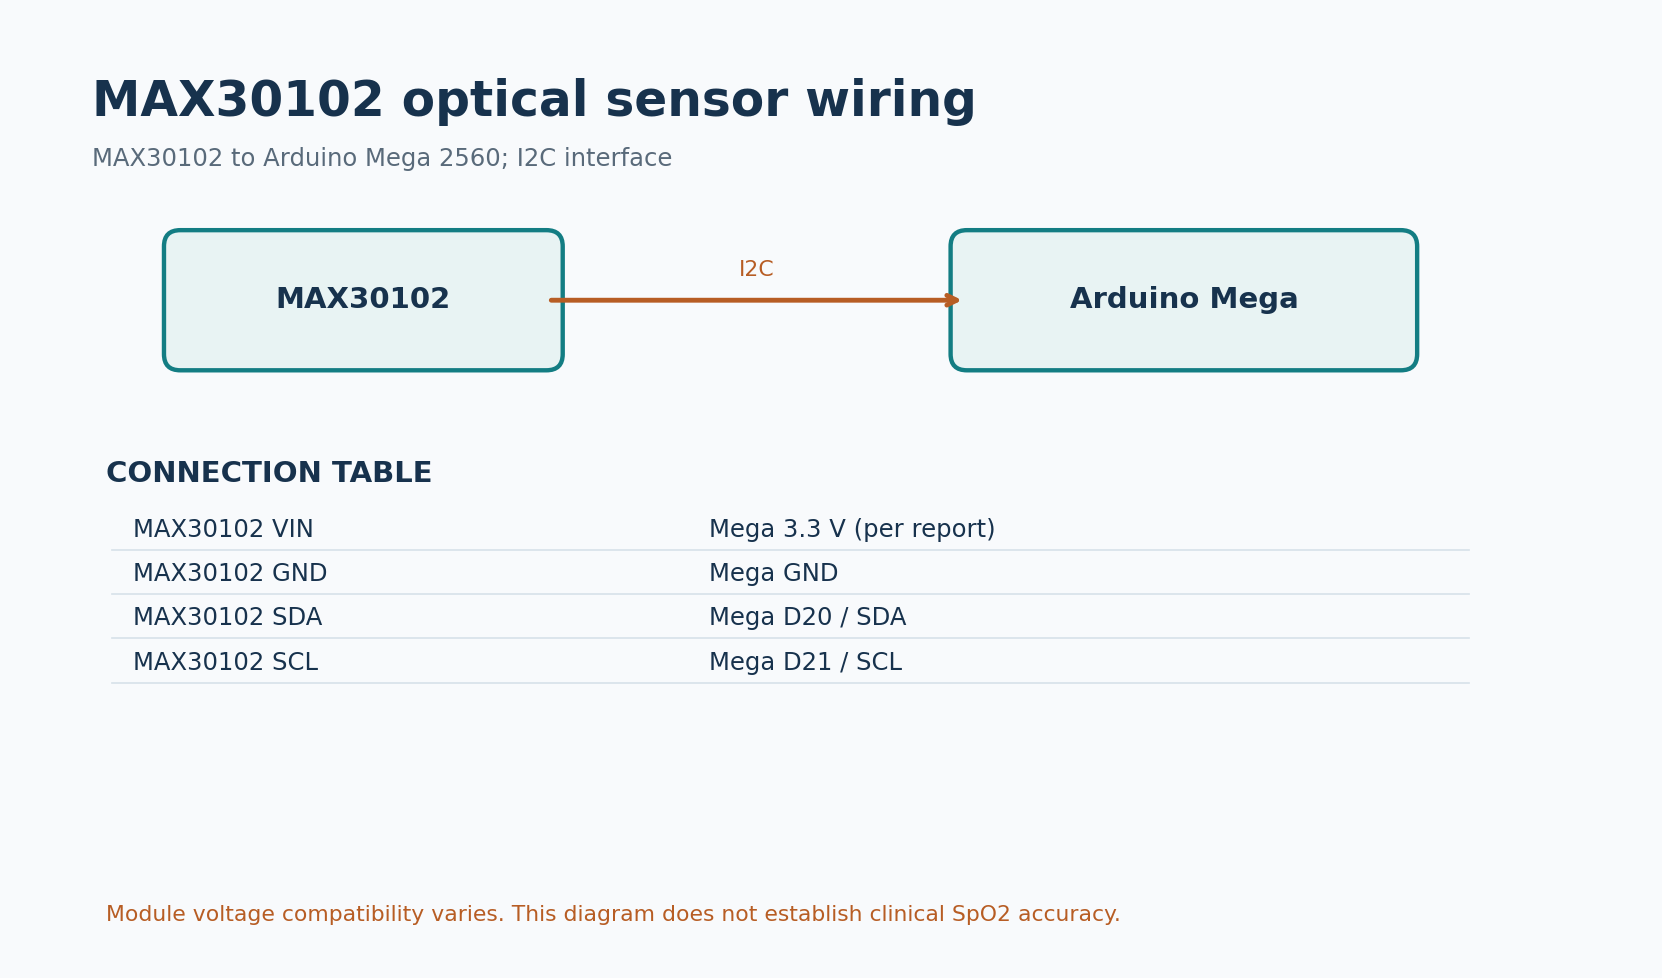 MAX30102 optical sensor wiring
MAX30102 to Arduino Mega 2560; I2C interface
I2C
MAX30102
Arduino Mega
CONNECTION TABLE
MAX30102 VIN Mega 3.3 V (per report)
MAX30102 GND Mega GND
MAX30102 SDA Mega D20 / SDA
MAX30102 SCL Mega D21 / SCL
Module voltage compatibility varies. This diagram does not establish clinical SpO2 accuracy.